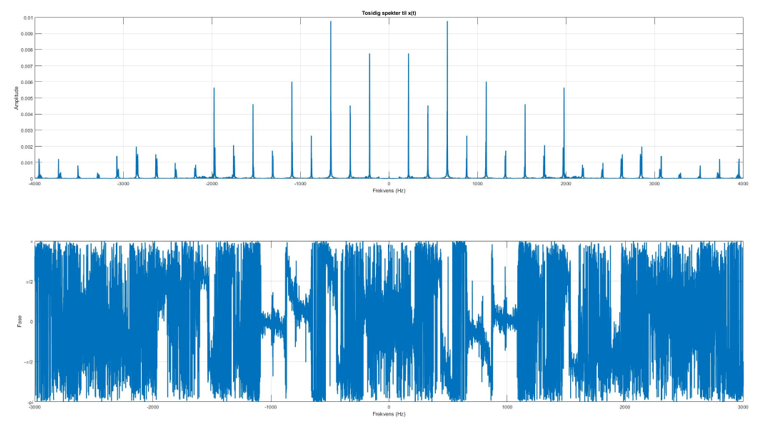 Tosidig spekter til x(t)
0.01
0.009
0.008
0.007
0.006
0.005
0.004
0.003
0.002
0.001
0
Amplitude
-4000 -3000 -2000 -1000 0 1000 2000 3000 4000
Frekvens (Hz)
π/2
0
-π/2
Fase
-3000 -2000 -1000 0 1000 2000 3000
Frekvens (Hz)